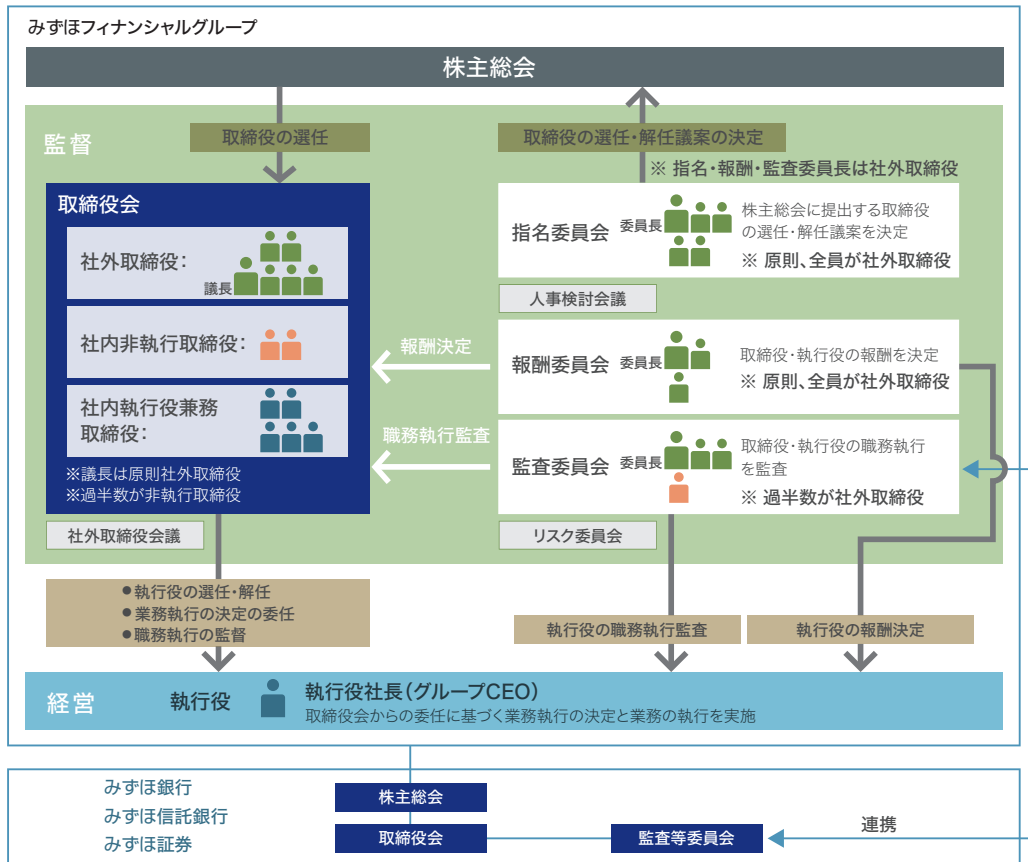 みずほフィナンシャルグループ
株主総会
監督
取締役の選任
取締役の選任・解任議案の決定
※ 指名・報酬・監査委員長は社外取締役
取締役会
社外取締役：
議長
社内非執行取締役：
社内執行役兼務
取締役：
※議長は原則社外取締役
※過半数が非執行取締役
社外取締役会議
報酬決定
職務執行監査
指名委員会
委員長
株主総会に提出する取締役
の選任・解任議案を決定
※ 原則、全員が社外取締役
人事検討会議
報酬委員会
委員長
取締役・執行役の報酬を決定
※ 原則、全員が社外取締役
監査委員会
委員長
取締役・執行役の職務執行
を監査
※ 過半数が社外取締役
リスク委員会
●執行役の選任・解任
●業務執行の決定の委任
●職務執行の監督
執行役の職務執行監査
執行役の報酬決定
経営
執行役
執行役社長（グループCEO）
取締役会からの委任に基づく業務執行の決定と業務の執行を実施
みずほ銀行
みずほ信託銀行
みずほ証券
株主総会
取締役会
監査等委員会
連携